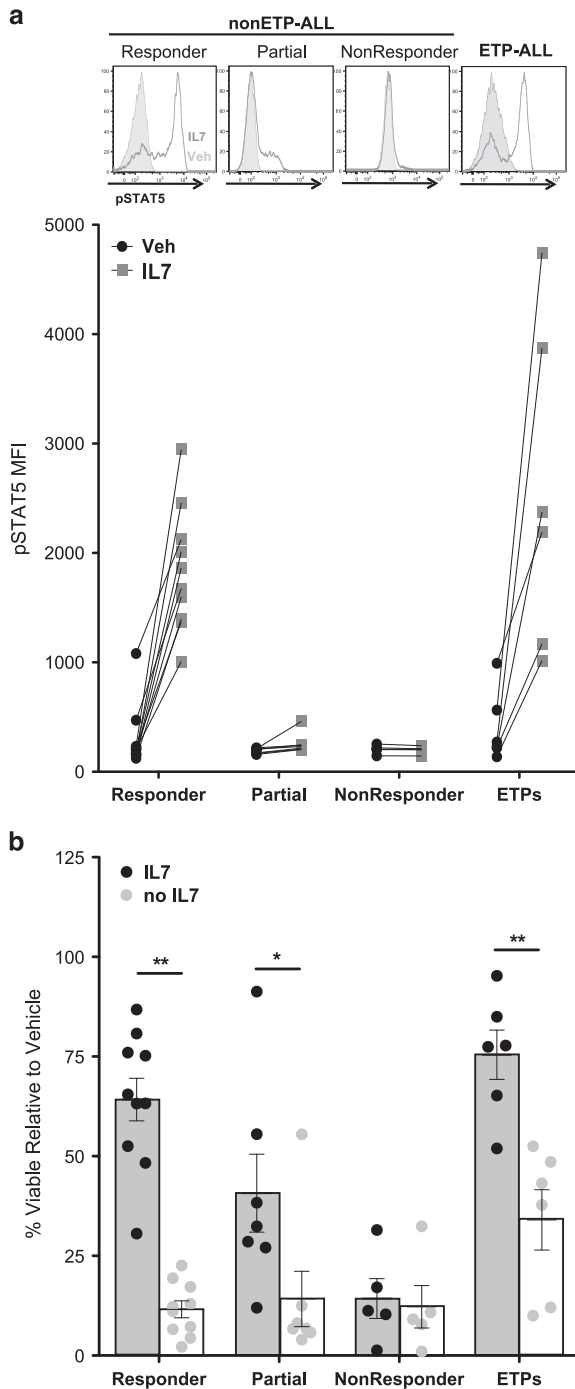 a
nonETP-ALL
Responder Partial NonResponder ETP-ALL
IL7
Veh
pSTAT5
5000
4000
3000
2000
1000
0
pSTAT5 MFI
Veh
IL7
Responder Partial NonResponder ETPs
b
125
100
75
50
25
0
% Viable Relative to Vehicle
IL7
no IL7
** * **
Responder Partial NonResponder ETPs